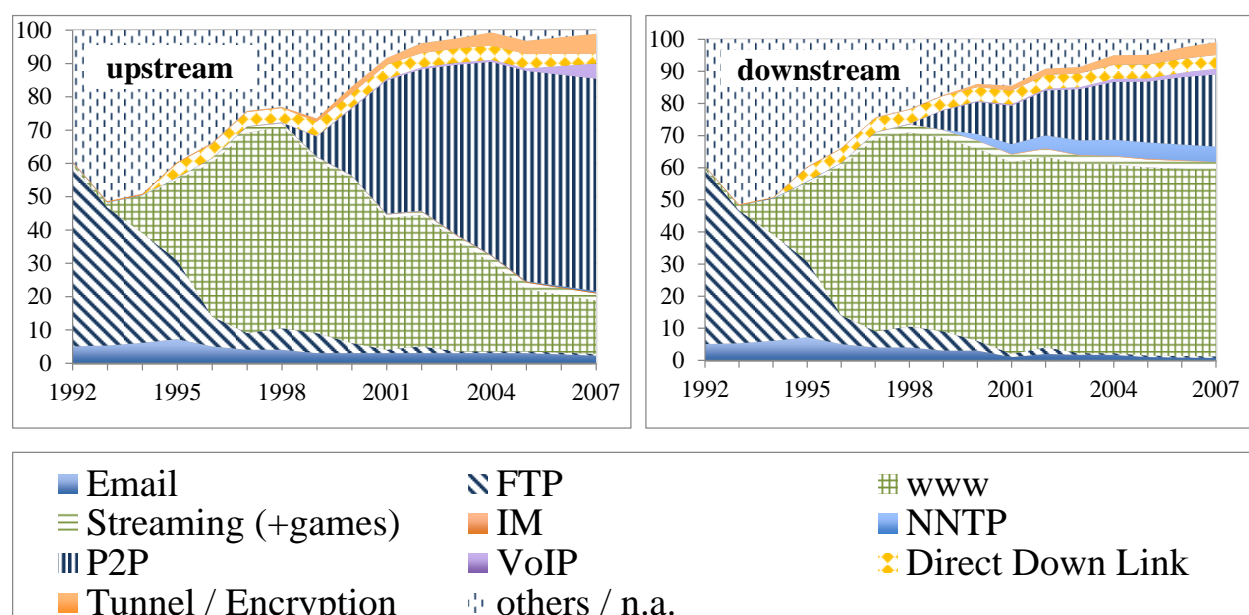 upstream
100
90
80
70
60
50
40
30
20
10
0
1992 1995 1998 2001 2004 2007
downstream
100
90
80
70
60
50
40
30
20
10
0
1992 1995 1998 2001 2004 2007
Email FTP www
Streaming (+games) IM NNTP
P2P VoIP Direct Down Link
Tunnel / Encryption others / n.a.